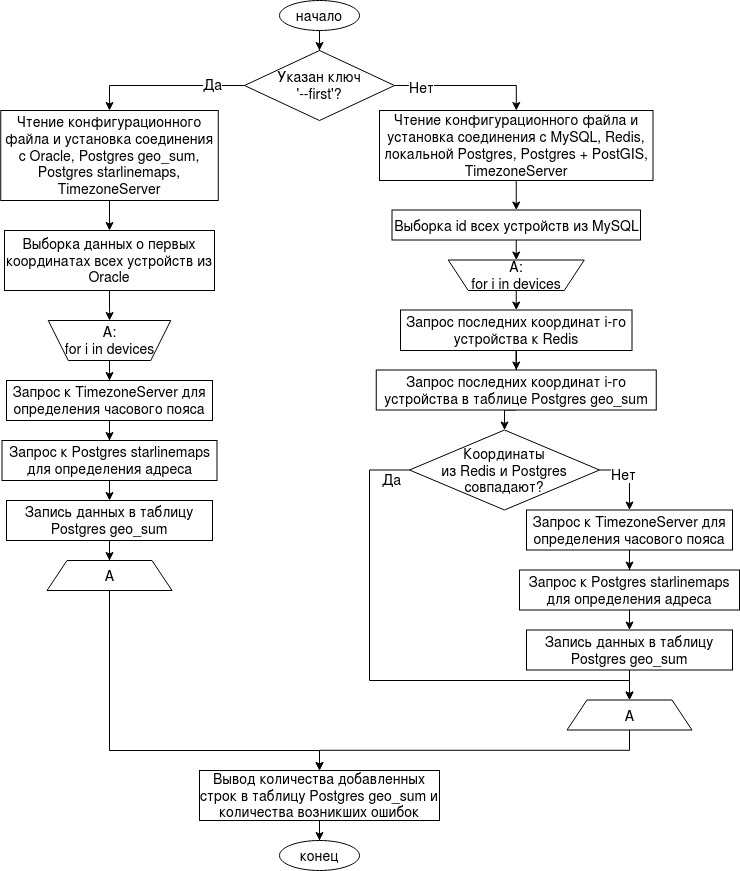 начало
Указан ключ
'--first'?
Да
Нет
Чтение конфигурационного
файла и установка соединения
с Oracle, Postgres geo_sum,
Postgres starlinemaps,
TimezoneServer
Выборка данных о первых
координатах всех устройств из
Oracle
А:
for i in devices
Запрос к TimezoneServer для
определения часового пояса
Запрос к Postgres starlinemaps
для определения адреса
Запись данных в таблицу
Postgres geo_sum
А
Чтение конфигурационного файла и
установка соединения с MySQL, Redis,
локальной Postgres, Postgres + PostGIS,
TimezoneServer
Выборка id всех устройств из MySQL
А:
for i in devices
Запрос последних координат i-го
устройства к Redis
Запрос последних координат i-го
устройства в таблице Postgres geo_sum
Координаты
из Redis и Postgres
совпадают?
Да
Нет
Запрос к TimezoneServer для
определения часового пояса
Запрос к Postgres starlinemaps
для определения адреса
Запись данных в таблицу
Postgres geo_sum
А
Вывод количества добавленных
строк в таблицу Postgres geo_sum и
количества возникших ошибок
конец